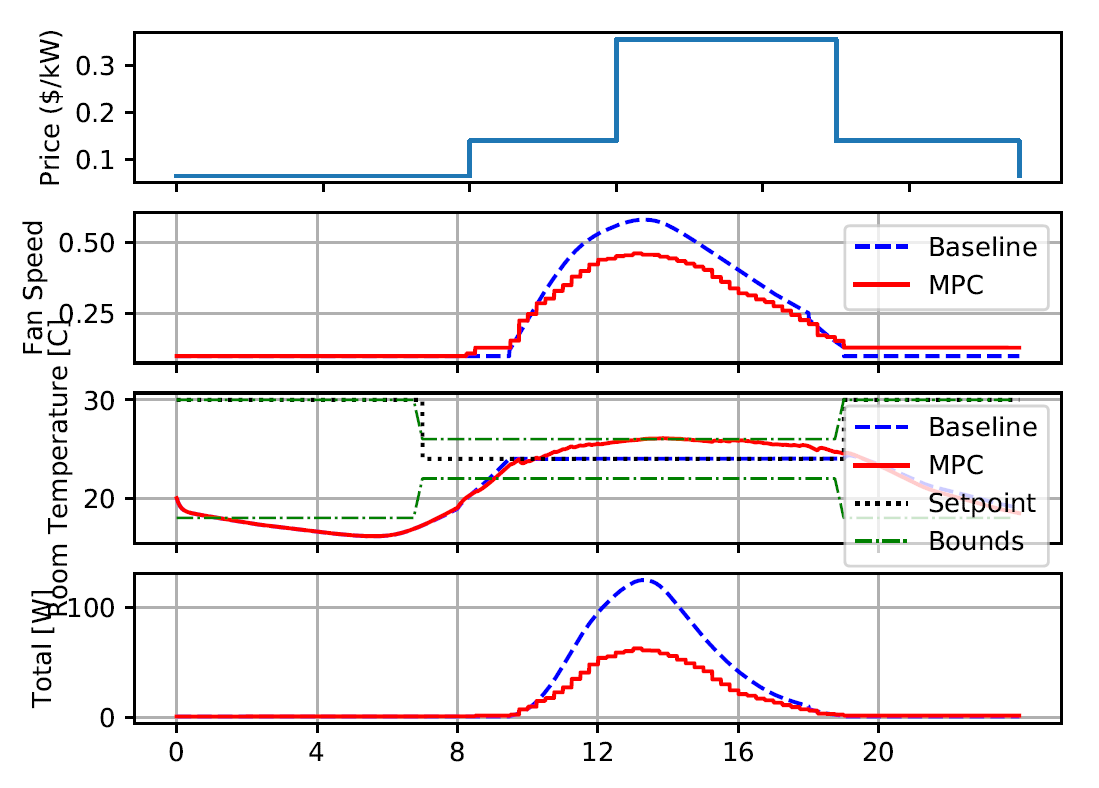 Price ($/kW)
0.3
0.2
0.1
Fan Speed
0.50
0.25
Baseline
MPC
Room Temperature [C]
30
20
Baseline
MPC
Setpoint
Bounds
Total [W]
100
0
0 4 8 12 16 20